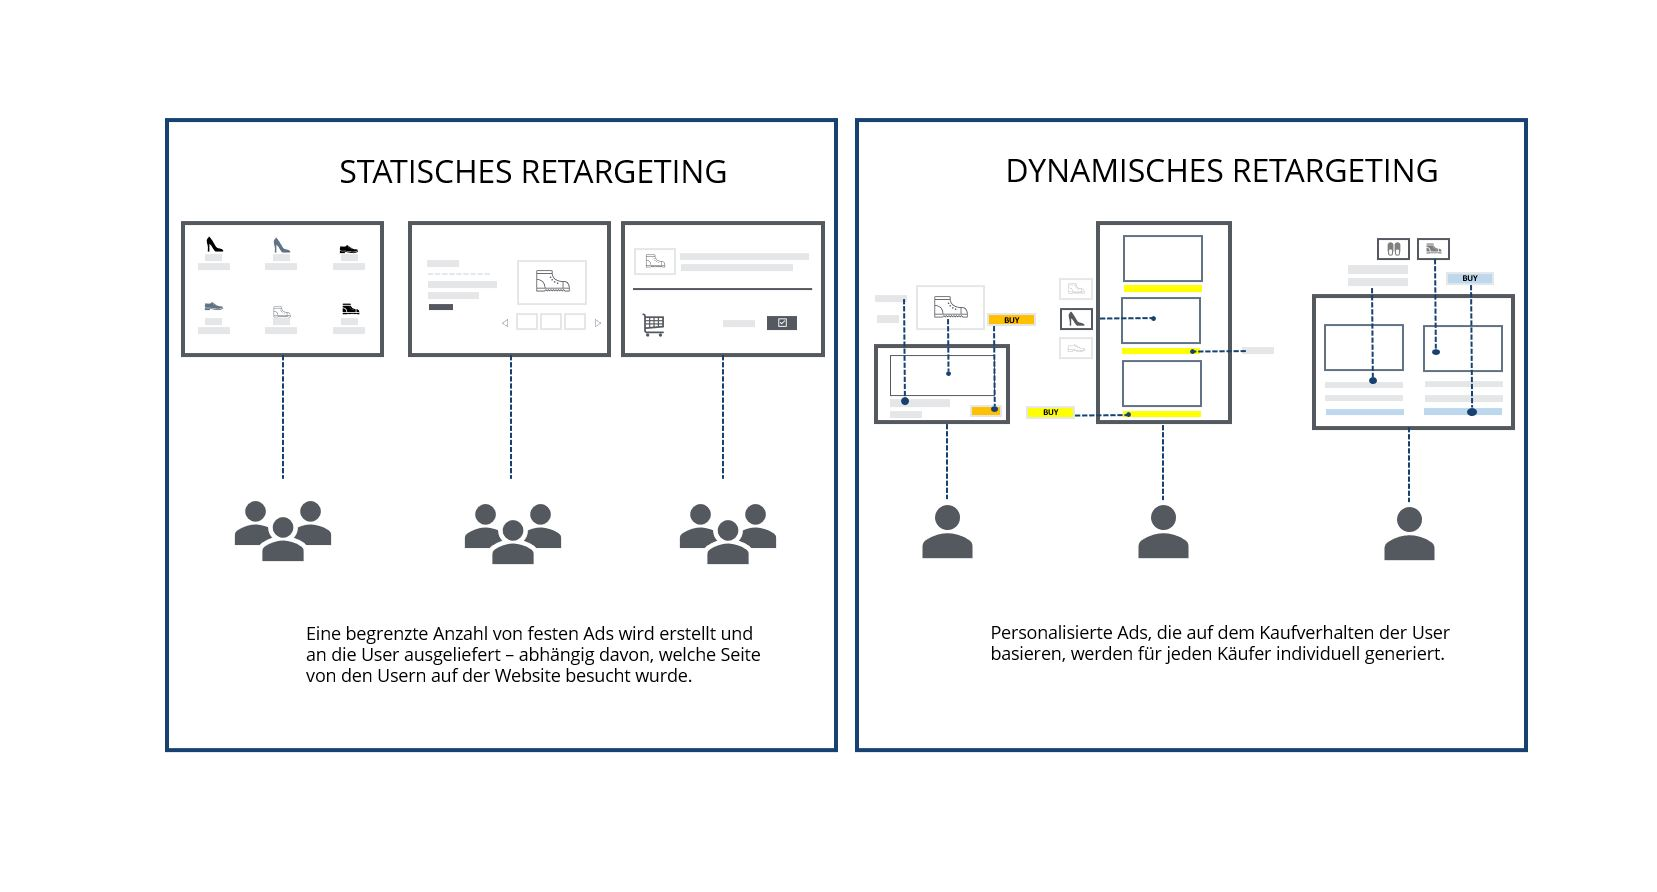 STATISCHES RETARGETING
Eine begrenzte Anzahl von festen Ads wird erstellt und
an die User ausgeliefert – abhängig davon, welche Seite
von den Usern auf der Website besucht wurde.
DYNAMISCHES RETARGETING
BUY
BUY
BUY
Personalisierte Ads, die auf dem Kaufverhalten der User
basieren, werden für jeden Käufer individuell generiert.